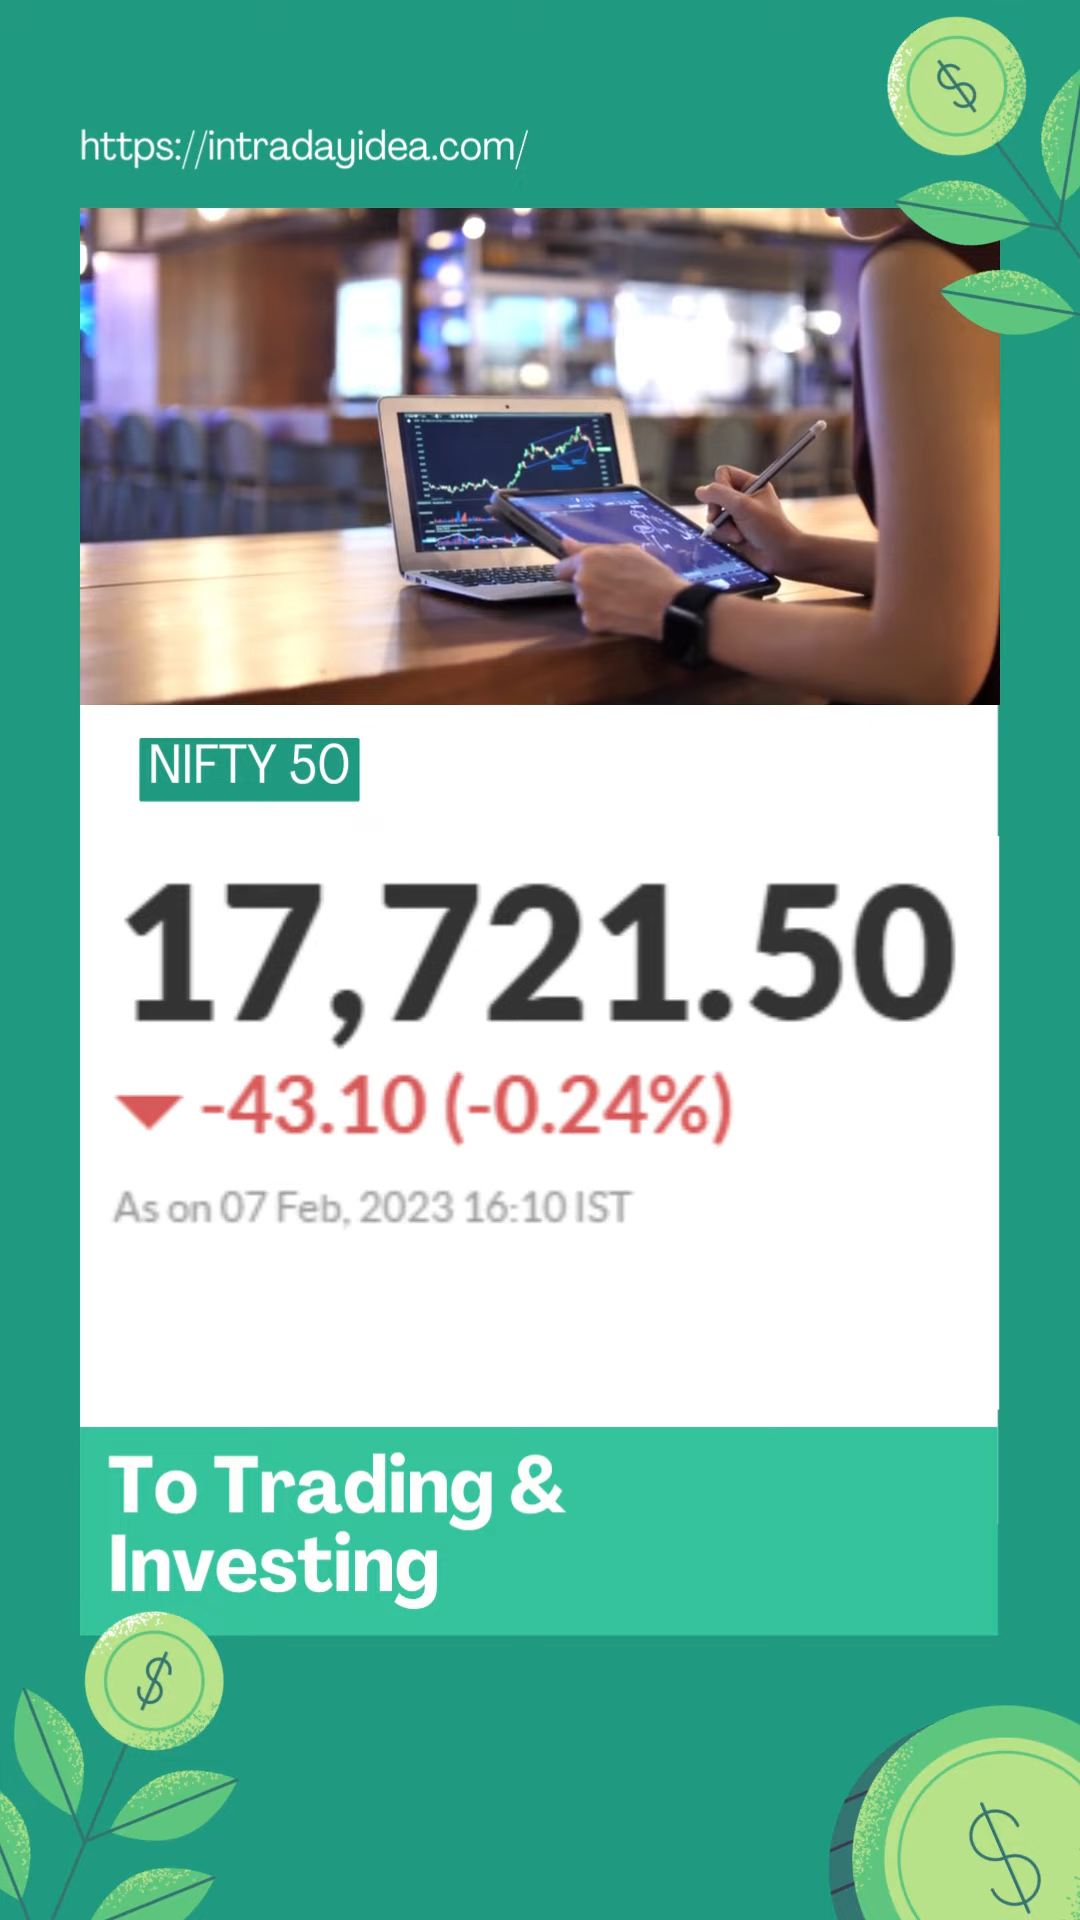 https://intradayidea.com/
NIFTY 50
17,721.50
-43.10 (-0.24%)
As on 07 Feb, 2023 16:10 IST
To Trading &
Investing